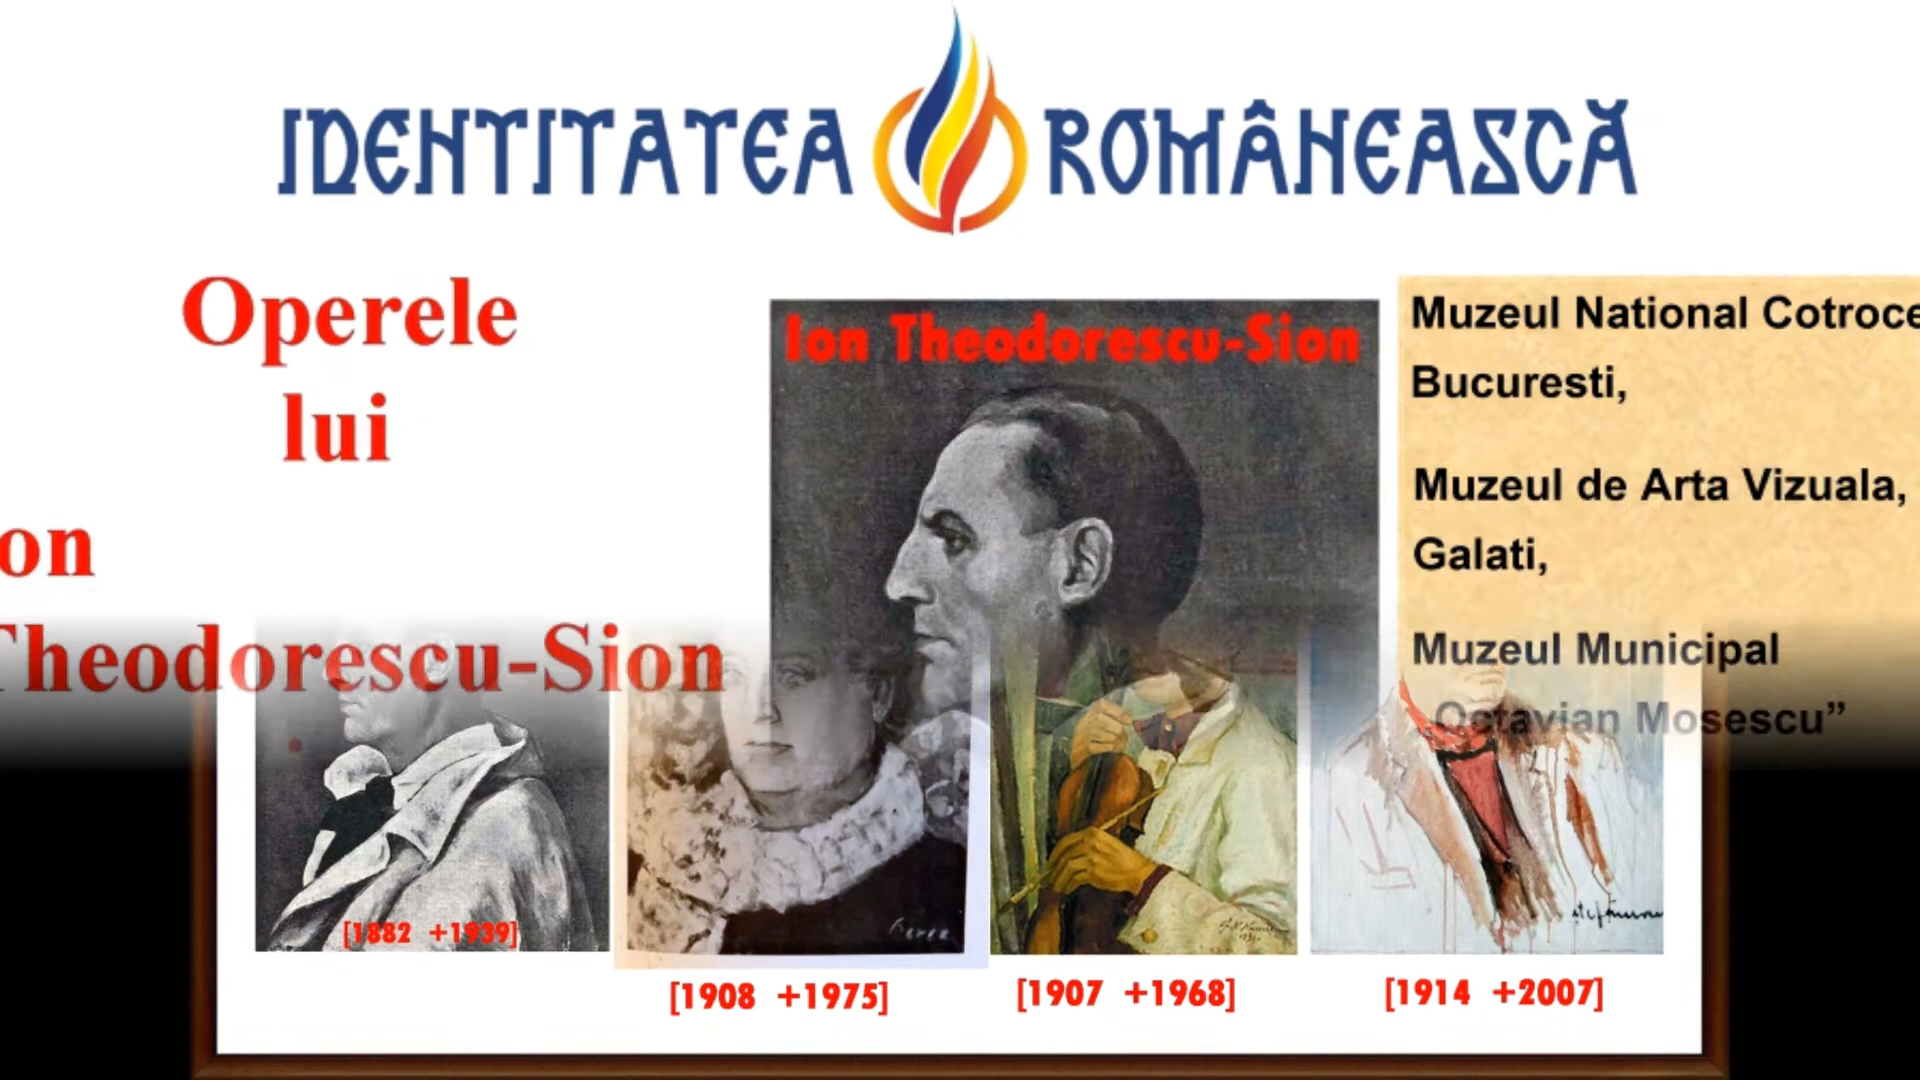 IDENTITATEA ROMÂNEASCĂ
Operele
lui
on
Theodorescu-Sion
Ion Theodorescu-Sion
Muzeul National Cotroce
Bucuresti,
Muzeul de Arta Vizuala,
Galati,
Muzeul Municipal
„Octavian Mosescu”
[1882 +1939]
[1908 +1975]
[1907 +1968]
[1914 +2007]